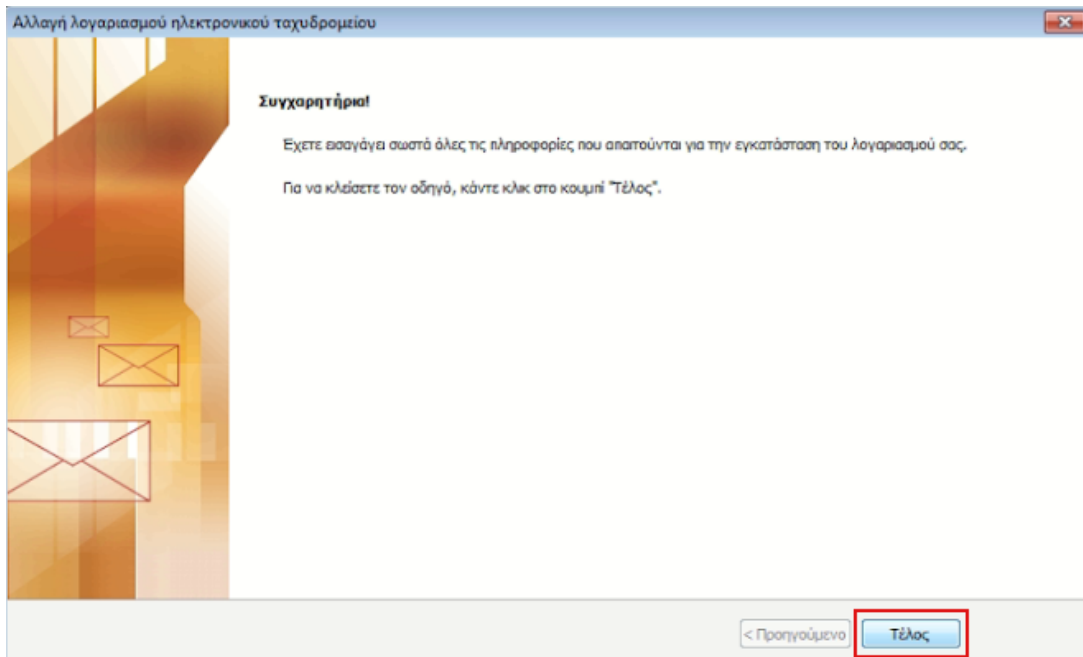 Αλλαγή λογαριασμού ηλεκτρονικού ταχυδρομείου
Συγχαρητήρια!
Έχετε εισαγάγει σωστά όλες τις πληροφορίες που απαιτούνται για την εγκατάσταση του λογαριασμού σας.
Για να κλείσετε τον οδηγό, κάντε κλικ στο κουμπί "Τέλος".
< Προηγούμενο
Τέλος